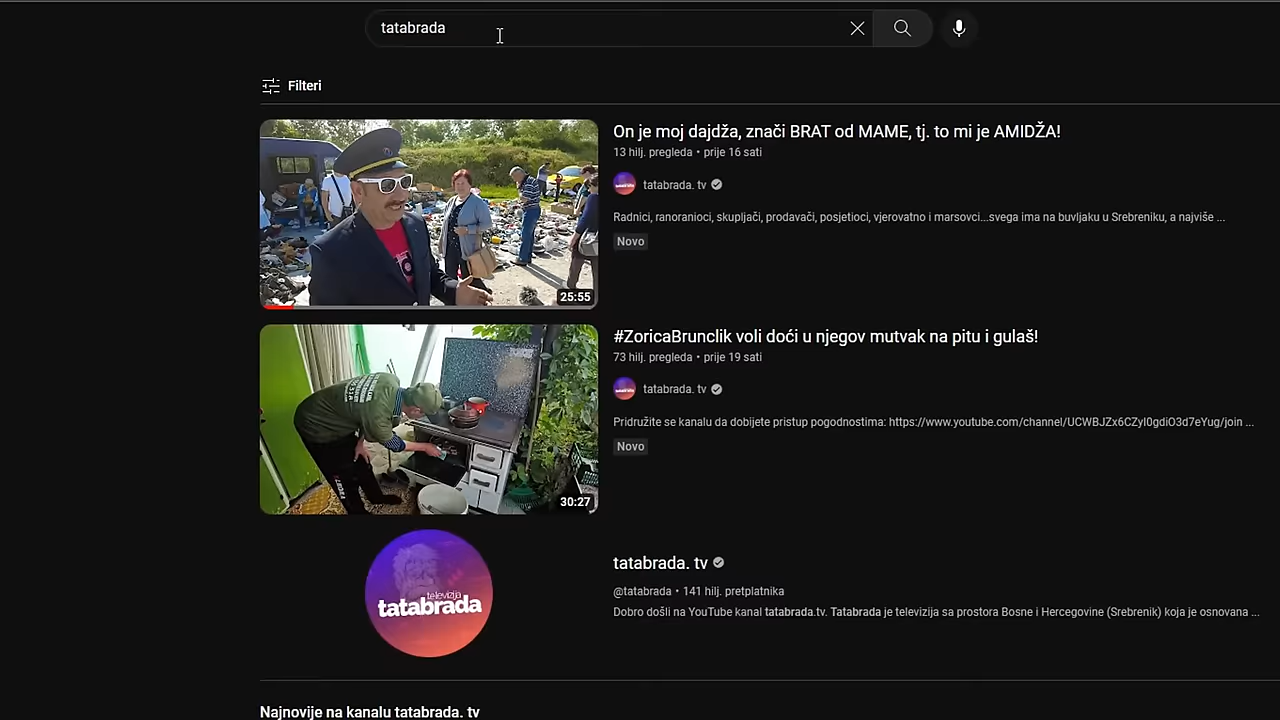 tatabrada
Filteri
25:55
On je moj dajdža, znači BRAT od MAME, tj. to mi je AMIDŽA!
13 hilj. pregleda • prije 16 sati
tatabrada. tv
Radnici, ranoranioci, skupljači, prodavači, posjetioci, vjerovatno i marsovci...svega ima na buvljaku u Srebreniku, a najviše ...
Novo
30:27
#ZoricaBrunclik voli doći u njegov mutvak na pitu i gulaš!
73 hilj. pregleda • prije 19 sati
tatabrada. tv
Pridružite se kanalu da dobijete pristup pogodnostima: https://www.youtube.com/channel/UCWBJZx6CZyI0gdiO3d7eYug/join ...
Novo
televizija
tatabrada
tatabrada. tv
@tatabrada • 141 hilj. pretplatnika
Dobro došli na YouTube kanal tatabrada.tv. Tatabrada je televizija sa prostora Bosne i Hercegovine (Srebrenik) koja je osnovana ...
Najnovije na kanalu tatabrada. tv